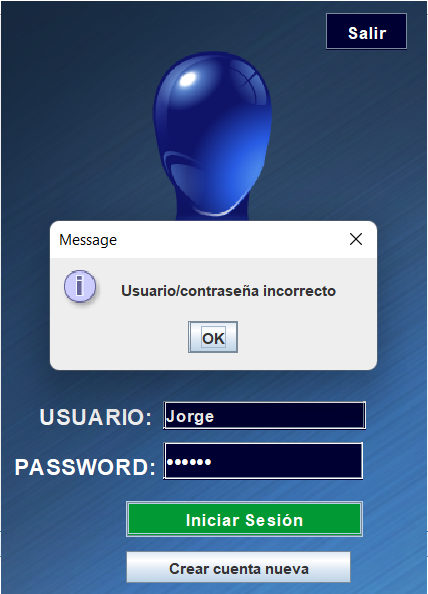 Salir
Message
i
Usuario/contraseña incorrecto
OK
USUARIO: Jorge
PASSWORD: ••••••
Iniciar Sesión
Crear cuenta nueva